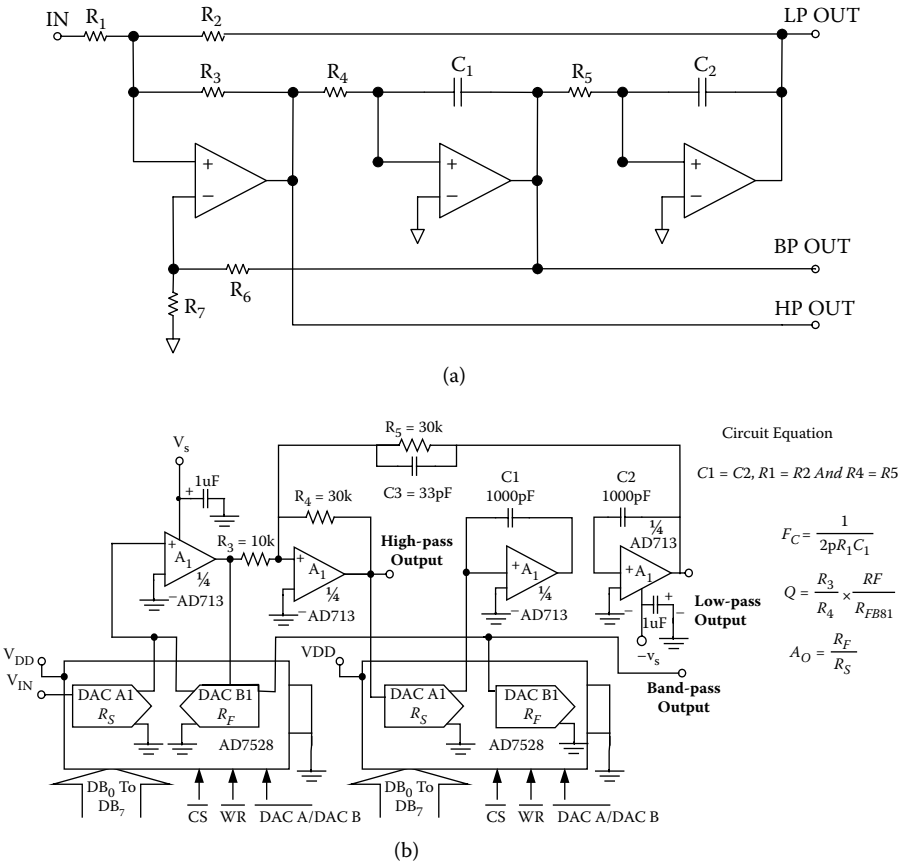 IN
R1
R2
LP OUT
R3
R4
C1
R5
C2
+
−
+
−
+
−
BP OUT
R6
R7
HP OUT
(a)
R5 = 30k
C3 = 33pF
Vs
+
1uF
R4 = 30k
R3 = 10k
+
A1
¼
−AD713
High-pass
Output
+
A1
¼
−AD713
C1
1000pF
+A1
¼
−AD713
C2
1000pF
¼
AD713
+
A1
−
+
−
1uF
−vs
Low-pass
Output
Band-pass
Output
Circuit Equation
C1 = C2, R1 = R2 And R4 = R5
FC = 1 / 2pR1C1
Q = R3 / R4 × RF / RFB81
AO = RF / RS
VDD
VIN
DAC A1
RS
DAC B1
RF
AD7528
VDD
DAC A1
RS
DAC B1
RF
AD7528
DB0 To
DB7
CS
WR
DAC A/DAC B
DB0 To
DB7
CS
WR
DAC A/DAC B
(b)